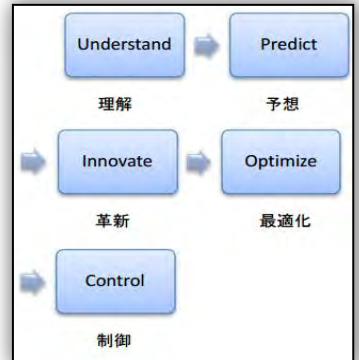 Understand Predict
理解 予想
Innovate Optimize
革新 最適化
Control
制御